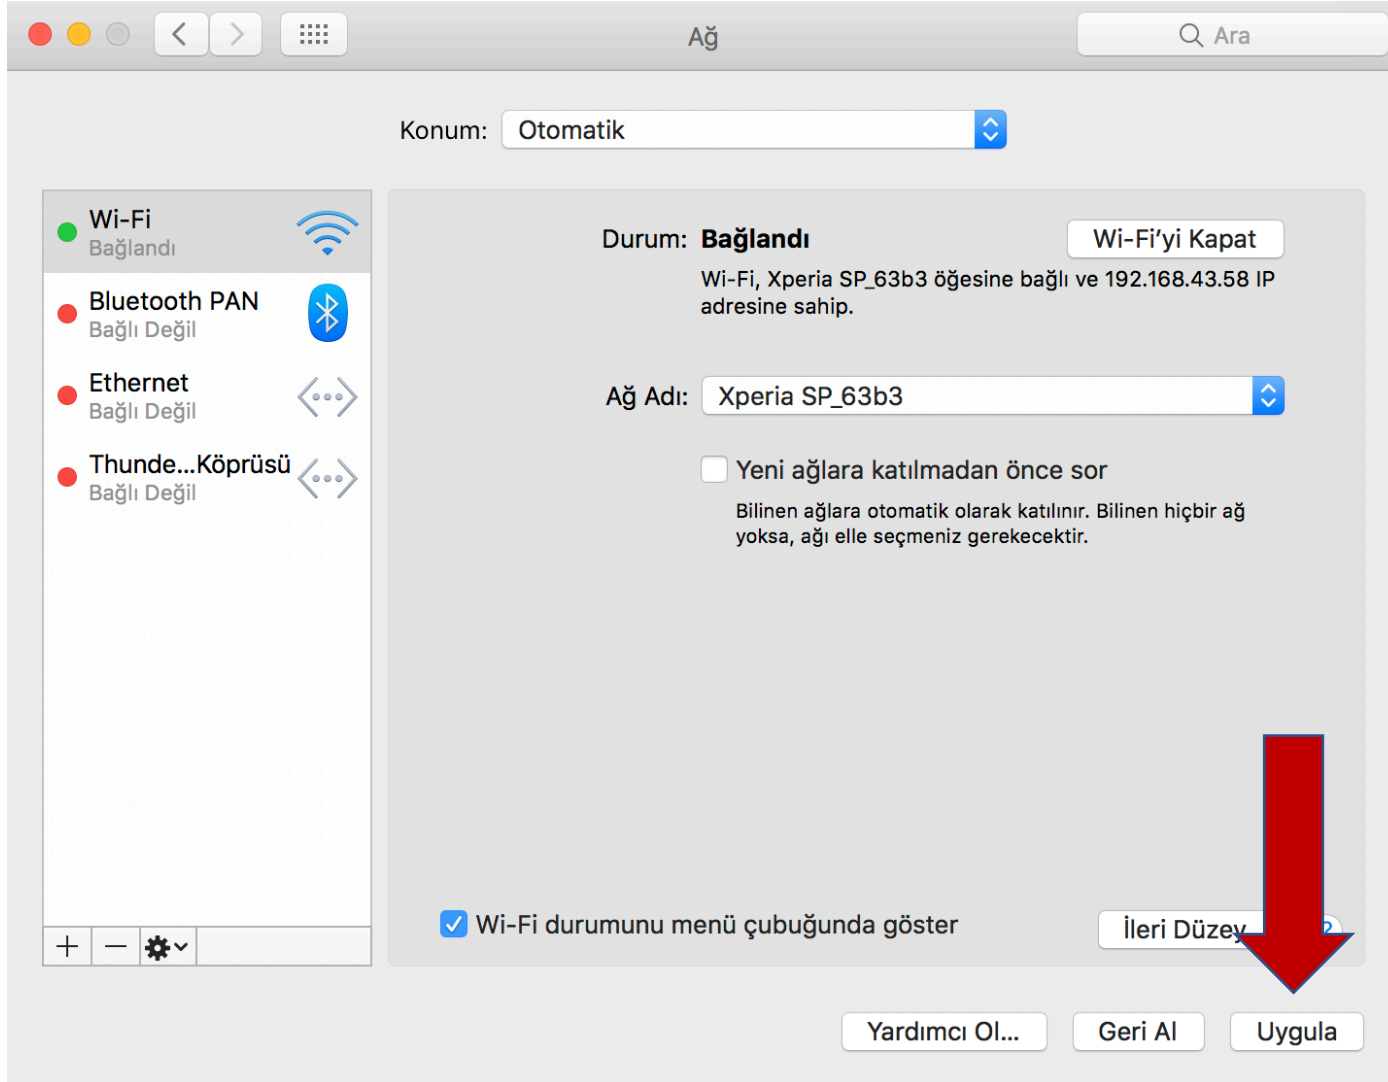 Ağ
Ara
Konum: Otomatik
Wi-Fi
Bağlandı
Bluetooth PAN
Bağlı Değil
Ethernet
Bağlı Değil
Thunde...Köprüsü
Bağlı Değil
Durum: Bağlandı
Wi-Fi'yi Kapat
Wi-Fi, Xperia SP_63b3 öğesine bağlı ve 192.168.43.58 IP
adresine sahip.
Ağ Adı: Xperia SP_63b3
Yeni ağlara katılmadan önce sor
Bilinen ağlara otomatik olarak katılınır. Bilinen hiçbir ağ
yoksa, ağı elle seçmeniz gerekecektir.
Wi-Fi durumunu menü çubuğunda göster
İleri Düzey
?
Yardımcı Ol...
Geri Al
Uygula